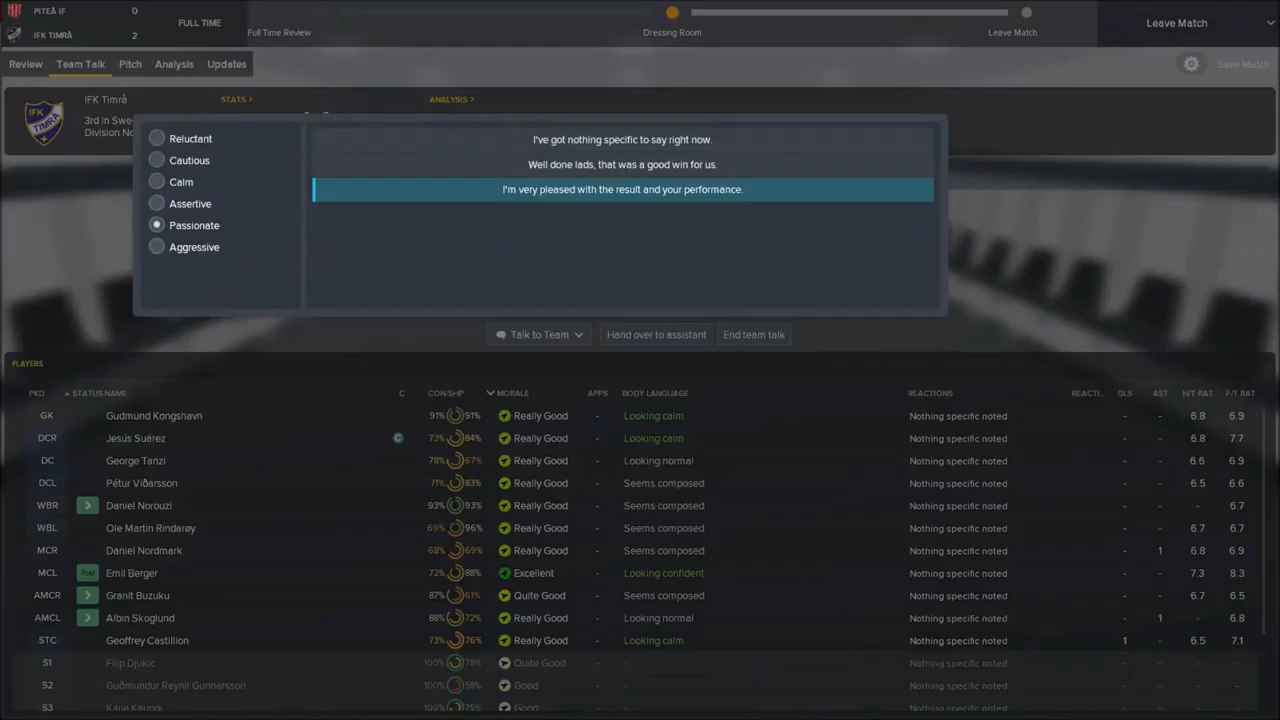 PITEÅ IF 0
IFK TIMRÅ 2
FULL TIME
Full Time Review
Dressing Room
Leave Match
Leave Match
Review Team Talk Pitch Analysis Updates
Save Match
IFK Timrå
STATS >
ANALYSIS >
3rd in Swe
Division No
Reluctant
Cautious
Calm
Assertive
Passionate
Aggressive
I've got nothing specific to say right now.
Well done lads, that was a good win for us.
I'm very pleased with the result and your performance.
Talk to Team Hand over to assistant End team talk
PLAYERS
PKD STATUS NAME C CON/SHP MORALE APPS BODY LANGUAGE REACTIONS REACTI... GLS AST H/T RAT F/T RAT
GK Gudmund Kongshavn 91% 91% Really Good - Looking calm Nothing specific noted - - 6.8 6.9
DCR Jesús Suárez C 73% 84% Really Good - Looking calm Nothing specific noted - - 6.8 7.7
DC George Tanzi 78% 67% Really Good - Looking normal Nothing specific noted - - 6.6 6.9
DCL Pétur Viðarsson 71% 83% Really Good - Seems composed Nothing specific noted - - 6.5 6.6
WBR Daniel Norouzi 93% 93% Really Good - Seems composed Nothing specific noted - - - 6.7
WBL Ole Martin Rindarøy 69% 96% Really Good - Seems composed Nothing specific noted - - 6.7 6.7
MCR Daniel Nordmark 68% 69% Really Good - Seems composed Nothing specific noted - 1 6.8 6.9
MCL PoM Emil Berger 72% 88% Excellent - Looking confident Nothing specific noted - - 7.3 8.3
AMCR Granit Buzuku 87% 61% Quite Good - Seems composed Nothing specific noted - - 6.7 6.5
AMCL Albin Skoglund 88% 72% Really Good - Looking normal Nothing specific noted - 1 - 6.8
STC Geoffrey Castillion 73% 76% Really Good - Looking calm Nothing specific noted 1 - 6.5 7.1
S1 Filip Djukic 100% 78% Quite Good - - Nothing specific noted - - - -
S2 Guðmundur Reynir Gunnarsson 100% 58% Good - - Nothing specific noted - - - -
S3 Kalle Kaungi 100% 75% Good - - Nothing specific noted - - - -